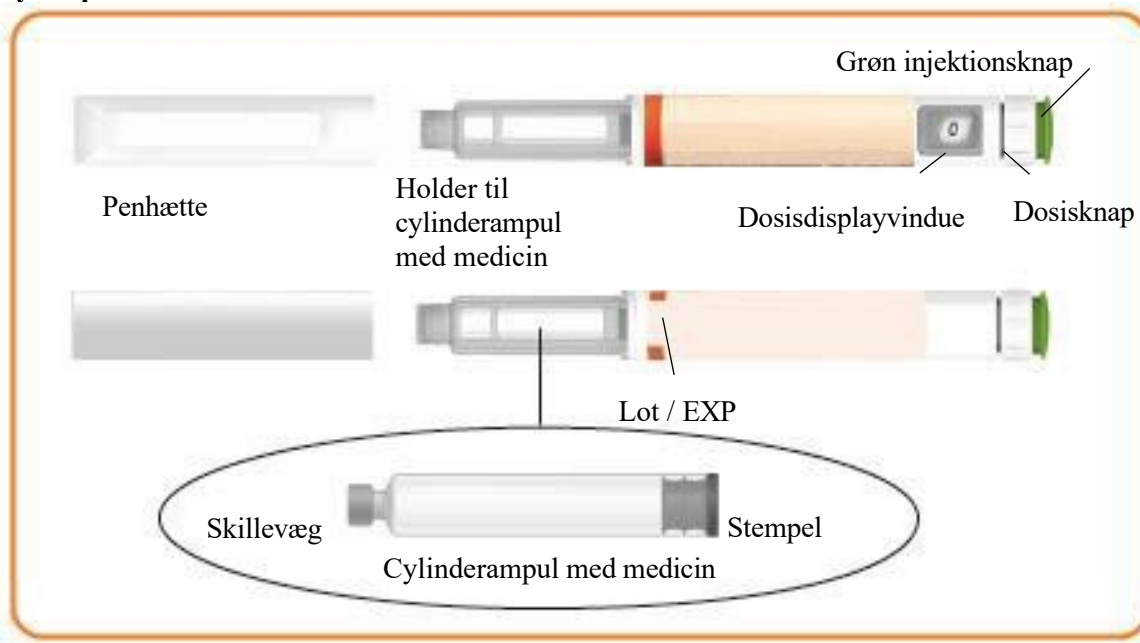 Grøn injektionsknap
0
Penhætte
Holder til
cylinderampul
med medicin
Dosisdisplayvindue
Dosisknap
Lot / EXP
Skillevæg
Stempel
Cylinderampul med medicin